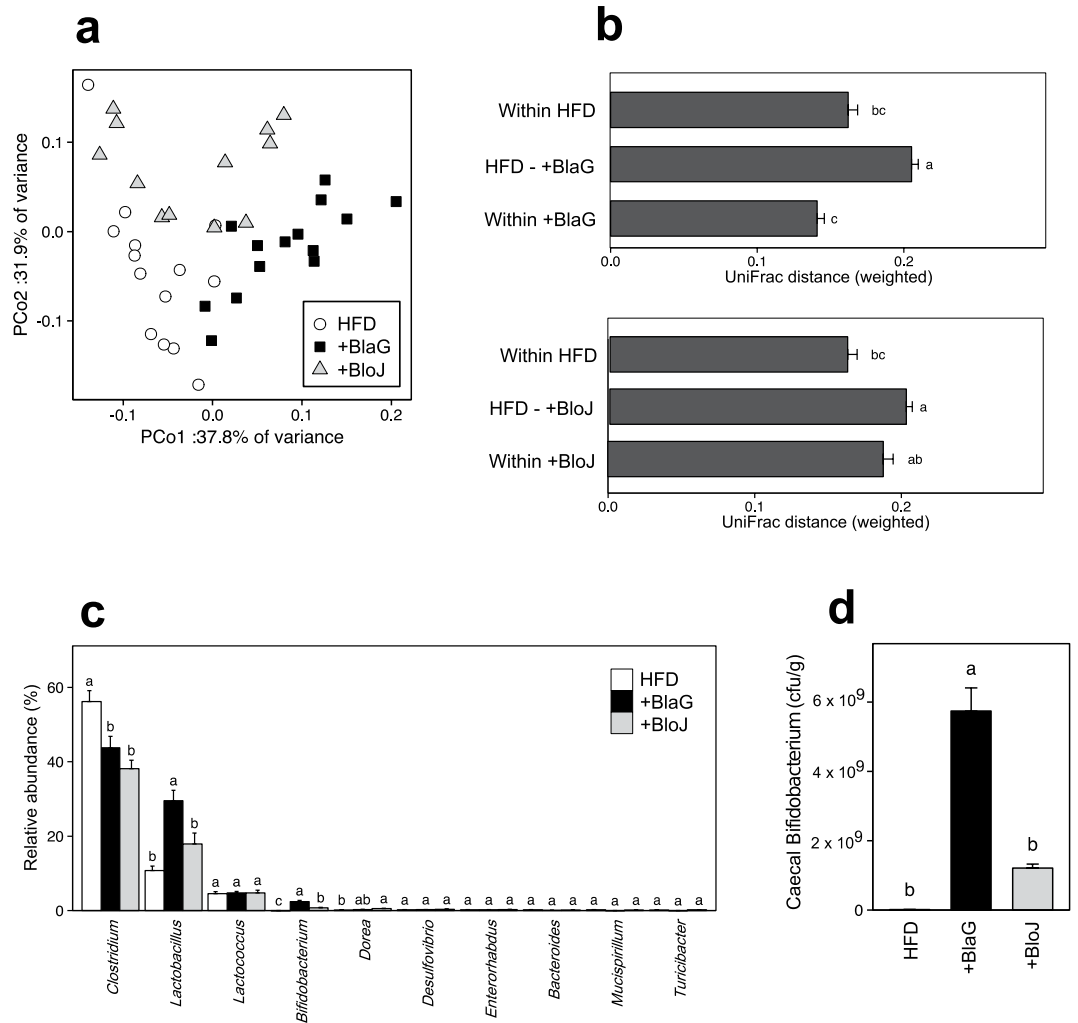 a
PCo2 :31.9% of variance
0.1
0.0
-0.1
HFD
+BlaG
+BloJ
-0.1
0.0
0.1
0.2
PCo1 :37.8% of variance
b
Within HFD
bc
HFD - +BlaG
a
Within +BlaG
c
0.0
0.1
0.2
UniFrac distance (weighted)
Within HFD
bc
HFD - +BloJ
a
Within +BloJ
ab
0.0
0.1
0.2
UniFrac distance (weighted)
c
Relative abundance (%)
60
40
20
0
HFD
+BlaG
+BloJ
a
b
b
b
a
b
a a a
c a b
b ab a
a a a
a a a
a a a
a a a
a a a
Clostridium
Lactobacillus
Lactococcus
Bifidobacterium
Dorea
Desulfovibrio
Enterorhabdus
Bacteroides
Mucispirillum
Turicibacter
d
Caecal Bifidobacterium (cfu/g)
6 x 10⁹
4 x 10⁹
2 x 10⁹
0
b
a
b
HFD
+BlaG
+BloJ